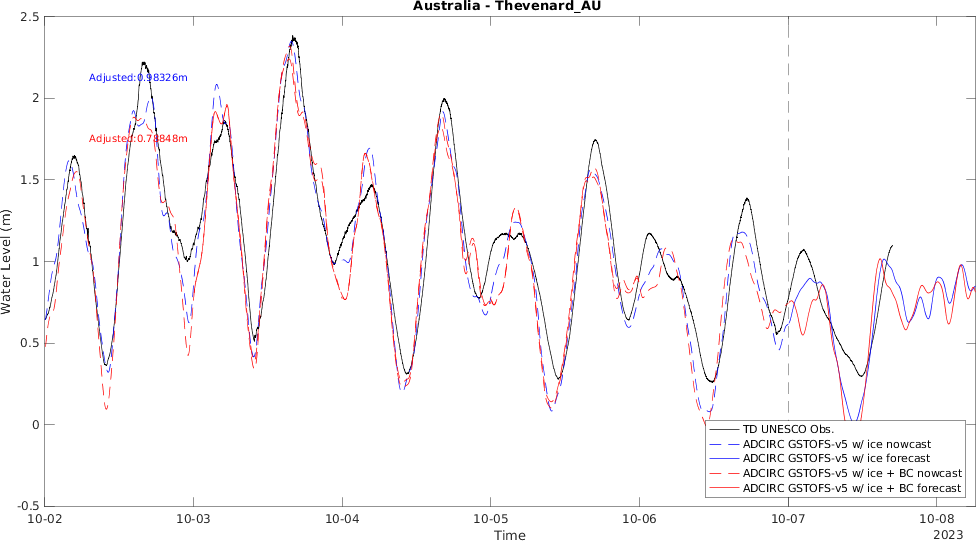 Australia - Thevenard_AU
2.5
2
1.5
1
0.5
0
-0.5
Water Level (m)
Adjusted:0.98326m
Adjusted:0.78848m
TD UNESCO Obs.
ADCIRC GSTOFS-v5 w/ ice nowcast
ADCIRC GSTOFS-v5 w/ ice forecast
ADCIRC GSTOFS-v5 w/ ice + BC nowcast
ADCIRC GSTOFS-v5 w/ ice + BC forecast
10-02 10-03 10-04 10-05 10-06 10-07 10-08
Time
2023